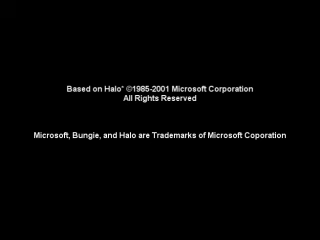 Based on Halo* ©1985-2001 Microsoft Corporation
All Rights Reserved
Microsoft, Bungie, and Halo are Trademarks of Microsoft Coporation